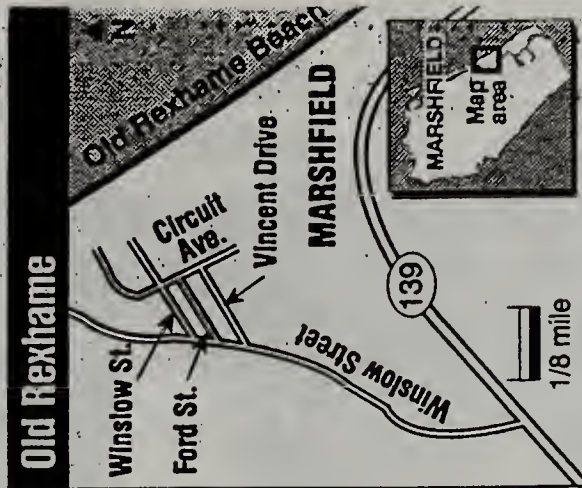 Old Rexhame
N
Old Rexhame Beach
Winslow St.
Ford St.
Circuit
Ave.
Vincent Drive
MARSHFIELD
Winslow Street
139
1/8 mile
MARSHFIELD
Map
area